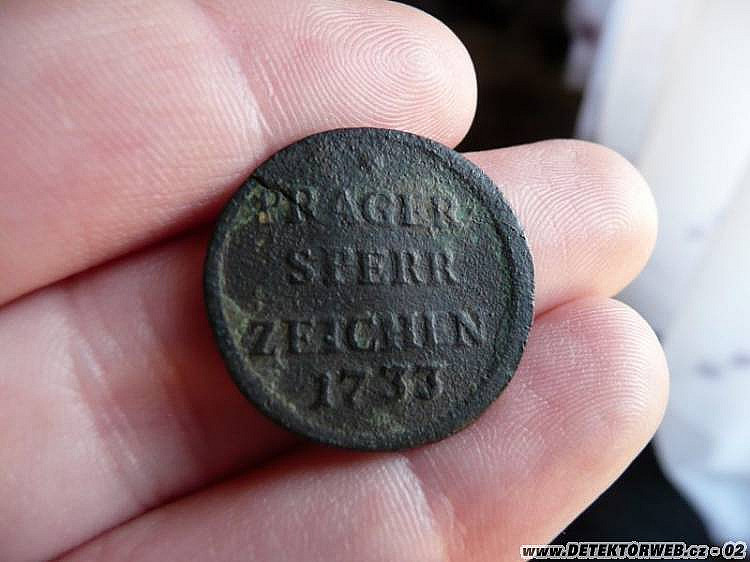 PRAGER
SPERR
ZEICHEN
1733
www.DETEKTORWEB.cz - 02